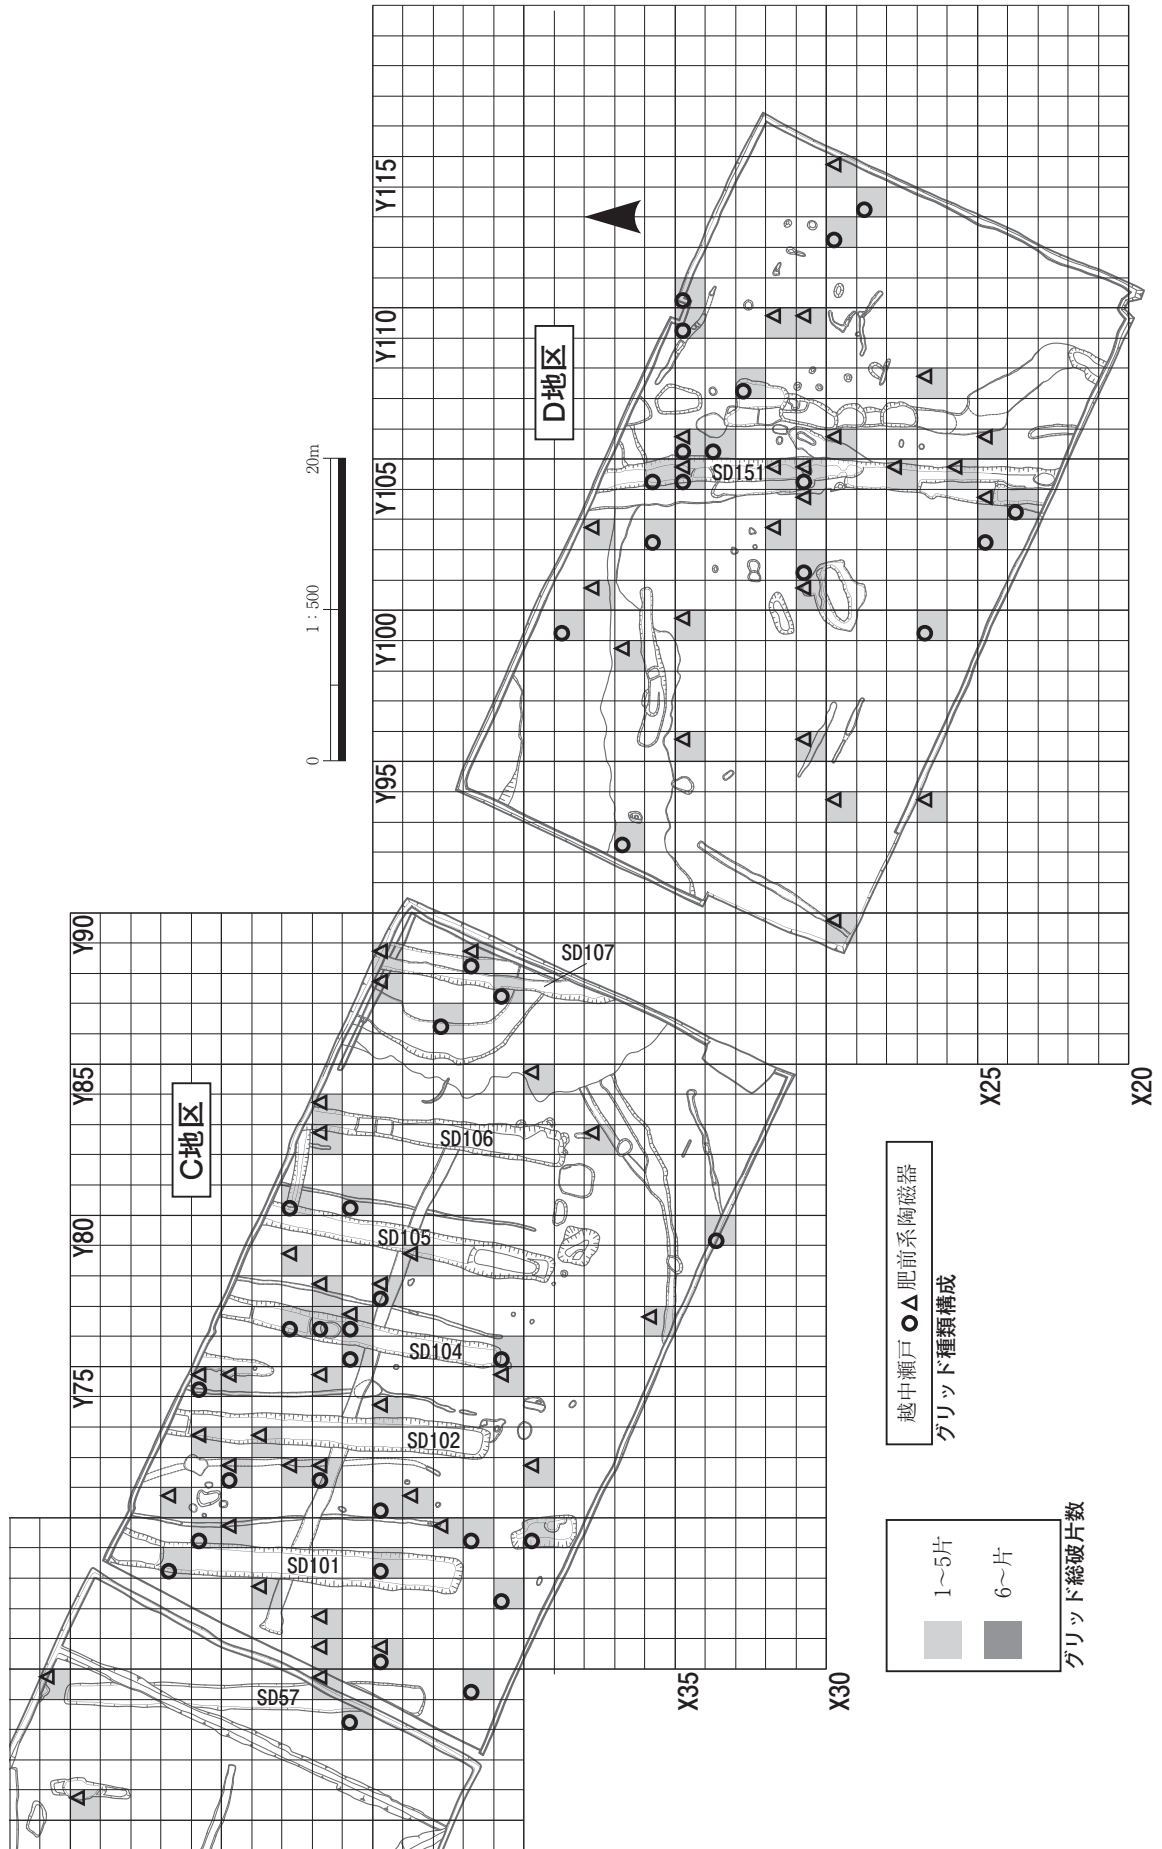 Y115
Y110
Y105
Y100
Y95
D地区
SD151
20m
1：500
0
Y90
Y85
Y80
Y75
C地区
SD107
SD106
SD105
SD104
SD102
SD101
SD57
X35
X30
X25
X20
越中瀬戸 肥前系陶磁器
グリッド種類構成
1～5片
6～片
グリッド総破片数